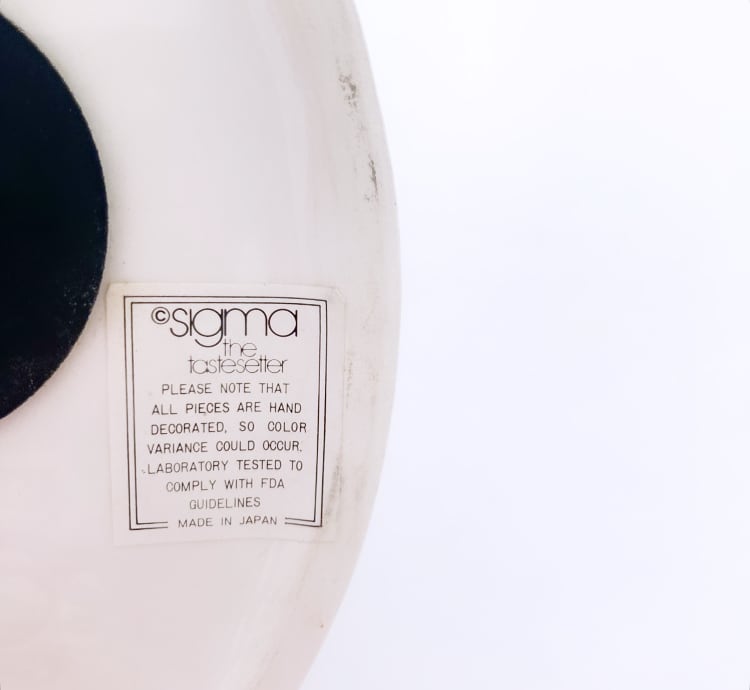 ©sigma
the
tastesetter
PLEASE NOTE THAT
ALL PIECES ARE HAND
DECORATED, SO COLOR
VARIANCE COULD OCCUR.
LABORATORY TESTED TO
COMPLY WITH FDA
GUIDELINES
MADE IN JAPAN